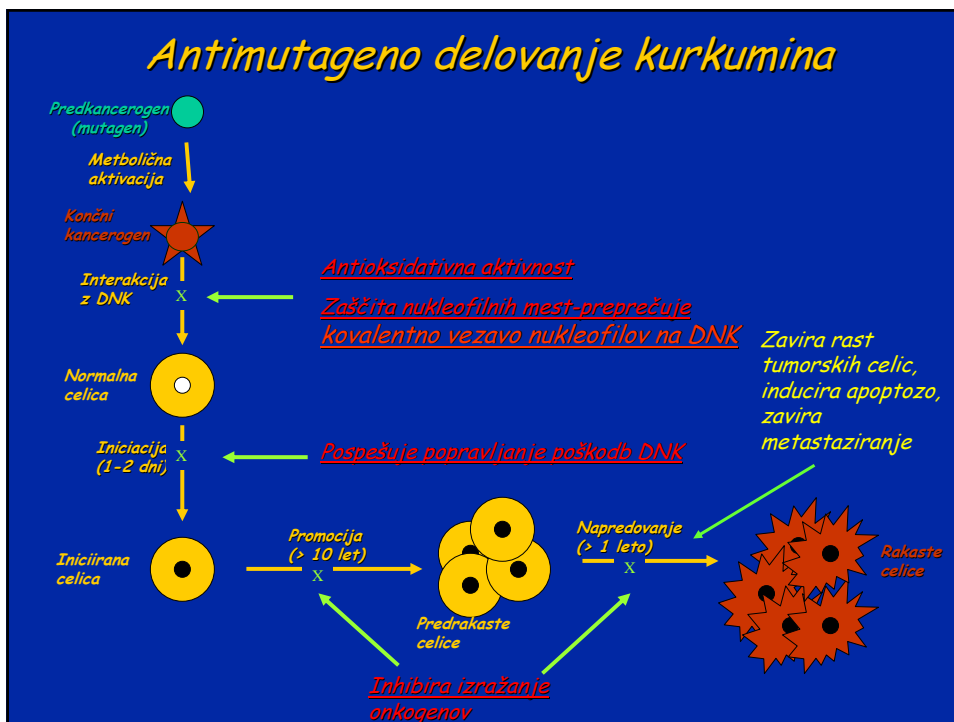 Antimutageno delovanje kurkumina
Predkancerogen
(mutagen)
Metbolična
aktivacija
Končni
kancerogen
Interakcija
z DNK
X
Antioksidativna aktivnost
Zaščita nukleofilnih mest-preprečuje
kovalentno vezavo nukleofilov na DNK
Zavira rast
tumorskih celic,
inducira apoptozo,
zavira
metastaziranje
Normalna
celica
Iniciacija
(1-2 dni)
X
Pospešuje popravljanje poškodb DNK
Iniciirana
celica
Promocija
(> 10 let)
X
Predrakaste
celice
Napredovanje
(> 1 leto)
X
Rakaste
celice
Inhibira izražanje
onkogenov